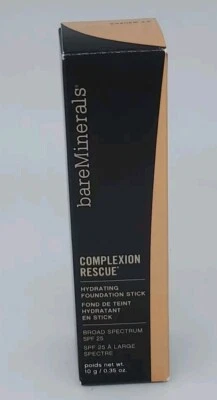 bareMinerals®
COMPLEXION
RESCUE™
HYDRATING
FOUNDATION STICK
FOND DE TEINT
HYDRATANT
EN STICK
BROAD SPECTRUM
SPF 25
SPF 25 À LARGE
SPECTRE
poids net wt.
10 g / 0.35 oz.